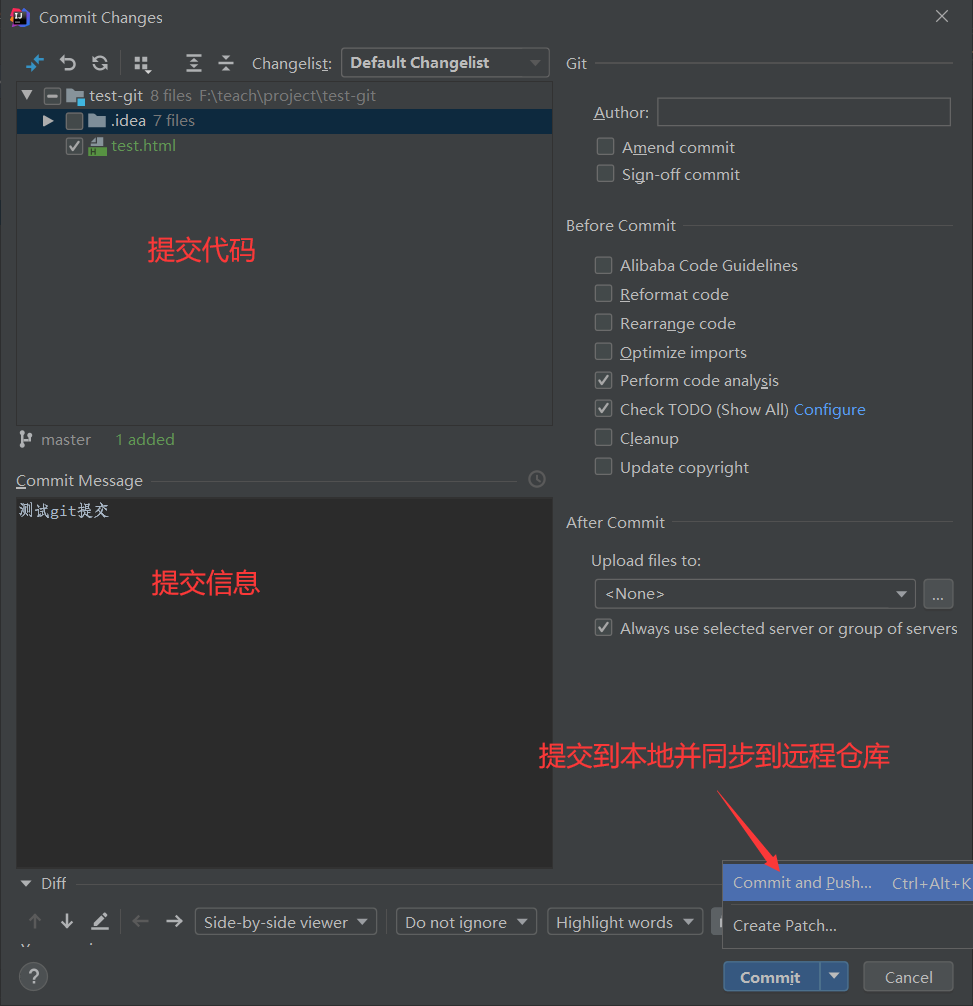 Commit Changes
Changelist: Default Changelist
test-git 8 files F:\teach\project\test-git
.idea 7 files
test.html
提交代码
master 1 added
Commit Message
测试git提交
提交信息
Git
Author:
Amend commit
Sign-off commit
Before Commit
Alibaba Code Guidelines
Reformat code
Rearrange code
Optimize imports
Perform code analysis
Check TODO (Show All) Configure
Cleanup
Update copyright
After Commit
Upload files to:
<None>
...
Always use selected server or group of servers
提交到本地并同步到远程仓库
Diff
Side-by-side viewer
Do not ignore
Highlight words
Commit and Push... Ctrl+Alt+K
Create Patch...
?
Commit
Cancel